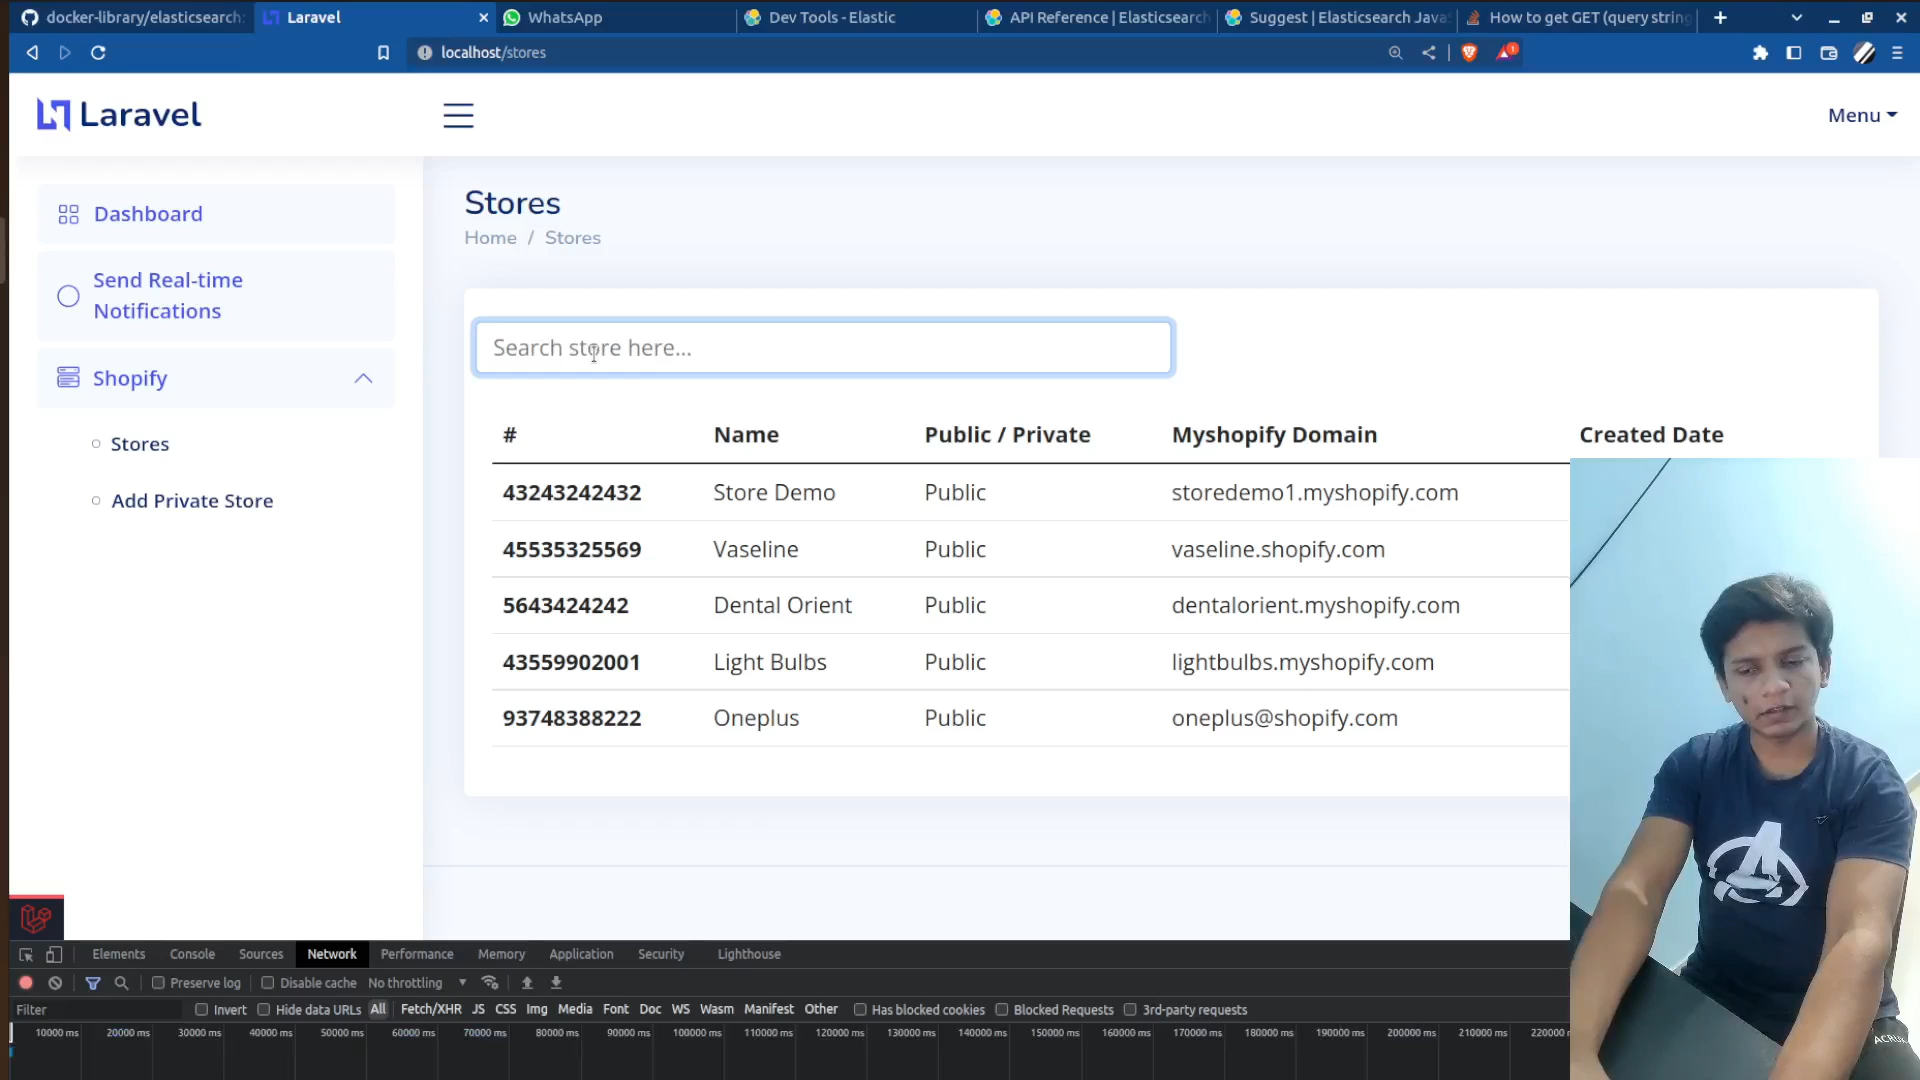 docker-library/elasticsearch:
Laravel
WhatsApp
Dev Tools - Elastic
API Reference | Elasticsearch
Suggest | Elasticsearch Java
How to get GET (query string
localhost/stores
1
Laravel
Menu
Dashboard
Send Real-time
Notifications
Shopify
Stores
Add Private Store
Stores
Home / Stores
Search store here...
# Name Public / Private Myshopify Domain Created Date
43243242432 Store Demo Public storedemo1.myshopify.com
45535325569 Vaseline Public vaseline.shopify.com
5643424242 Dental Orient Public dentalorient.myshopify.com
43559902001 Light Bulbs Public lightbulbs.myshopify.com
93748388222 Oneplus Public oneplus@shopify.com
Elements Console Sources Network Performance Memory Application Security Lighthouse
Preserve log Disable cache No throttling
Filter Invert Hide data URLs All Fetch/XHR JS CSS Img Media Font Doc WS Wasm Manifest Other Has blocked cookies Blocked Requests 3rd-party requests
10000 ms 20000 ms 30000 ms 40000 ms 50000 ms 60000 ms 70000 ms 80000 ms 90000 ms 100000 ms 110000 ms 120000 ms 130000 ms 140000 ms 150000 ms 160000 ms 170000 ms 180000 ms 190000 ms 200000 ms 210000 ms